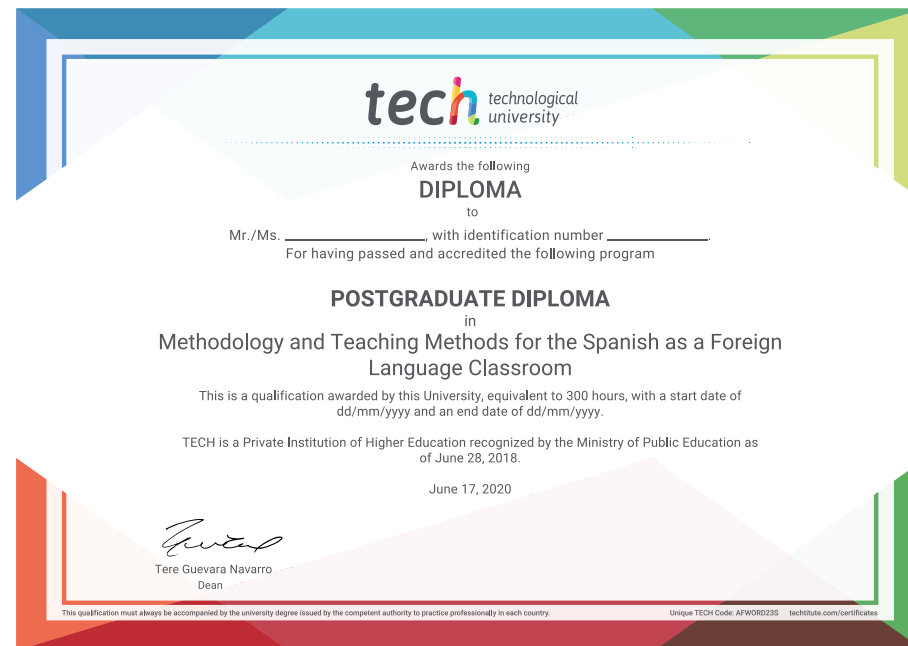 tech technological
university
Awards the following
DIPLOMA
to
Mr./Ms. ____________________, with identification number ______________.
For having passed and accredited the following program
POSTGRADUATE DIPLOMA
in
Methodology and Teaching Methods for the Spanish as a Foreign
Language Classroom
This is a qualification awarded by this University, equivalent to 300 hours, with a start date of
dd/mm/yyyy and an end date of dd/mm/yyyy.
TECH is a Private Institution of Higher Education recognized by the Ministry of Public Education as
of June 28, 2018.
June 17, 2020
Tere Guevara Navarro
Dean
This qualification must always be accompanied by the university degree issued by the competent authority to practice professionally in each country. Unique TECH Code: AFWORD23S techtitute.com/certificates